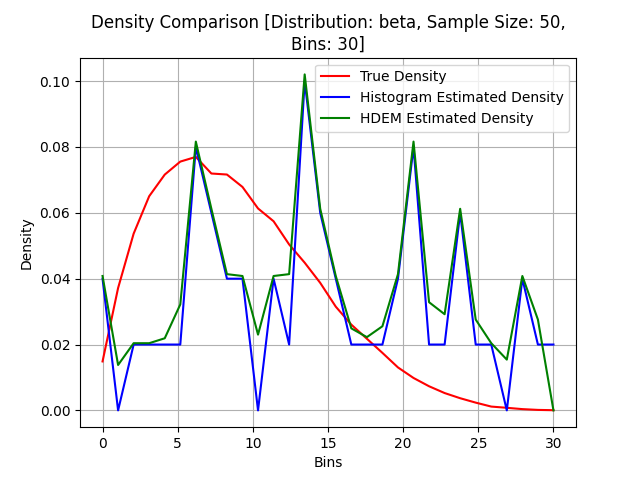 Density Comparison [Distribution: beta, Sample Size: 50,
Bins: 30]
True Density
Histogram Estimated Density
HDEM Estimated Density
Density
0.10
0.08
0.06
0.04
0.02
0.00
0 5 10 15 20 25 30
Bins